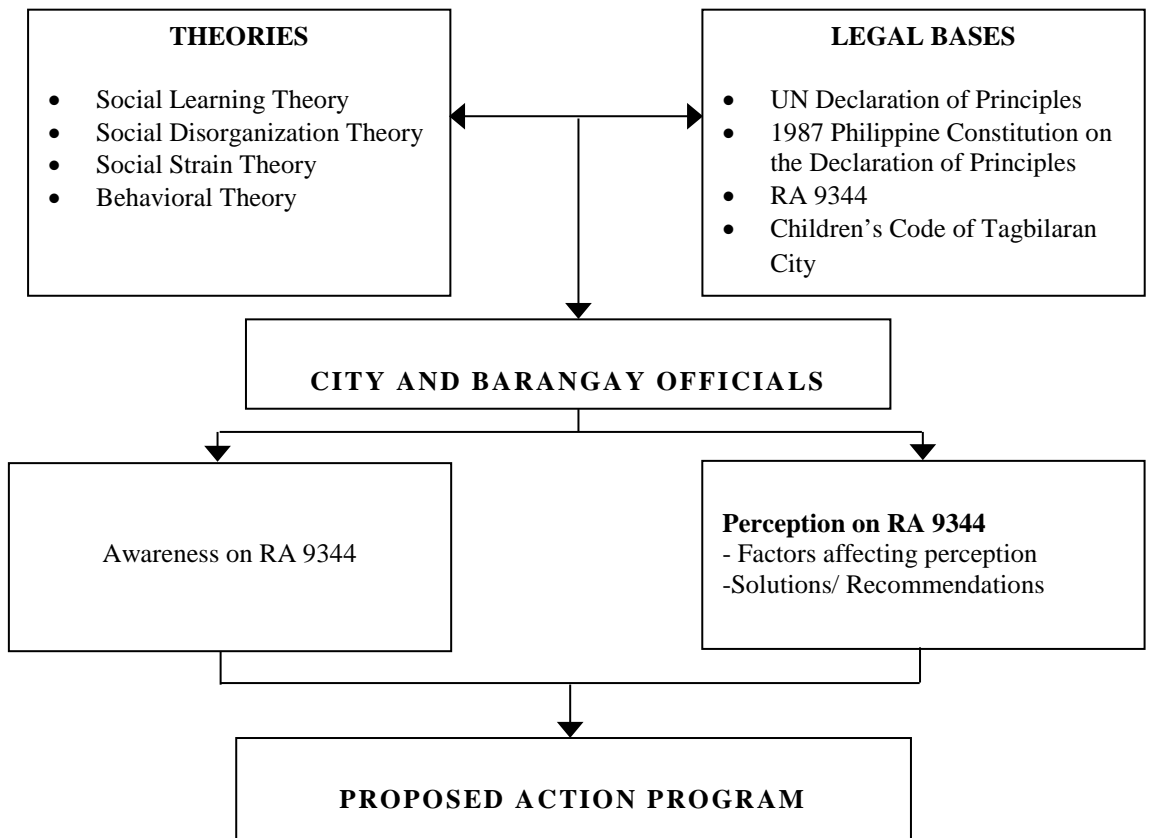 THEORIES
• Social Learning Theory
• Social Disorganization Theory
• Social Strain Theory
• Behavioral Theory
LEGAL BASES
• UN Declaration of Principles
• 1987 Philippine Constitution on
the Declaration of Principles
• RA 9344
• Children’s Code of Tagbilaran
City
CITY AND BARANGAY OFFICIALS
Awareness on RA 9344
Perception on RA 9344
- Factors affecting perception
-Solutions/ Recommendations
PROPOSED ACTION PROGRAM